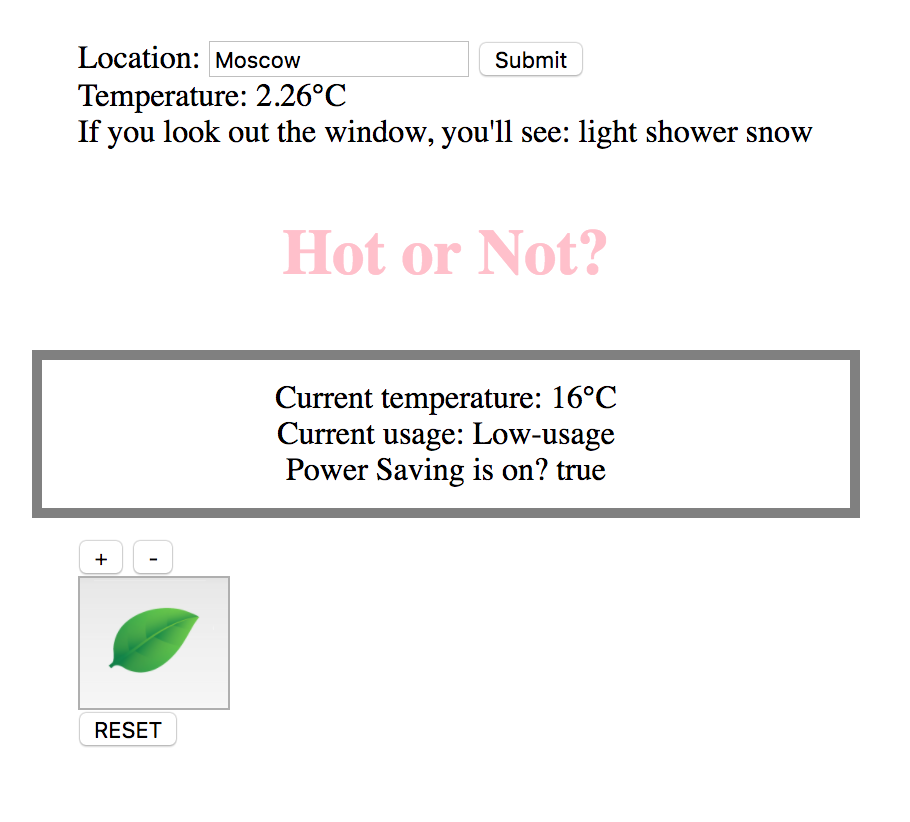 Location: Moscow Submit
Temperature: 2.26°C
If you look out the window, you'll see: light shower snow
Hot or Not?
Current temperature: 16°C
Current usage: Low-usage
Power Saving is on? true
+ -
RESET